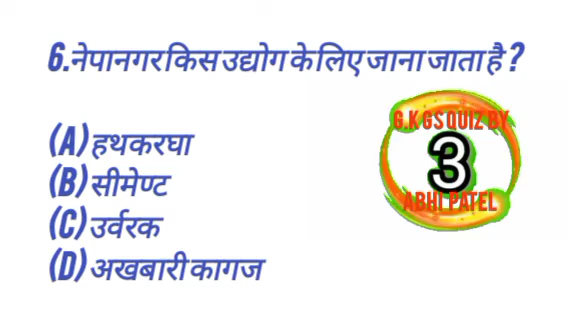 6.नेपानगर किस उद्योग के लिए जाना जाता है ?
(A) हथकरघा
(B) सीमेण्ट
(C) उर्वरक
(D) अखबारी कागज
G.K GS QUIZ BY
3
ABHI PATEL